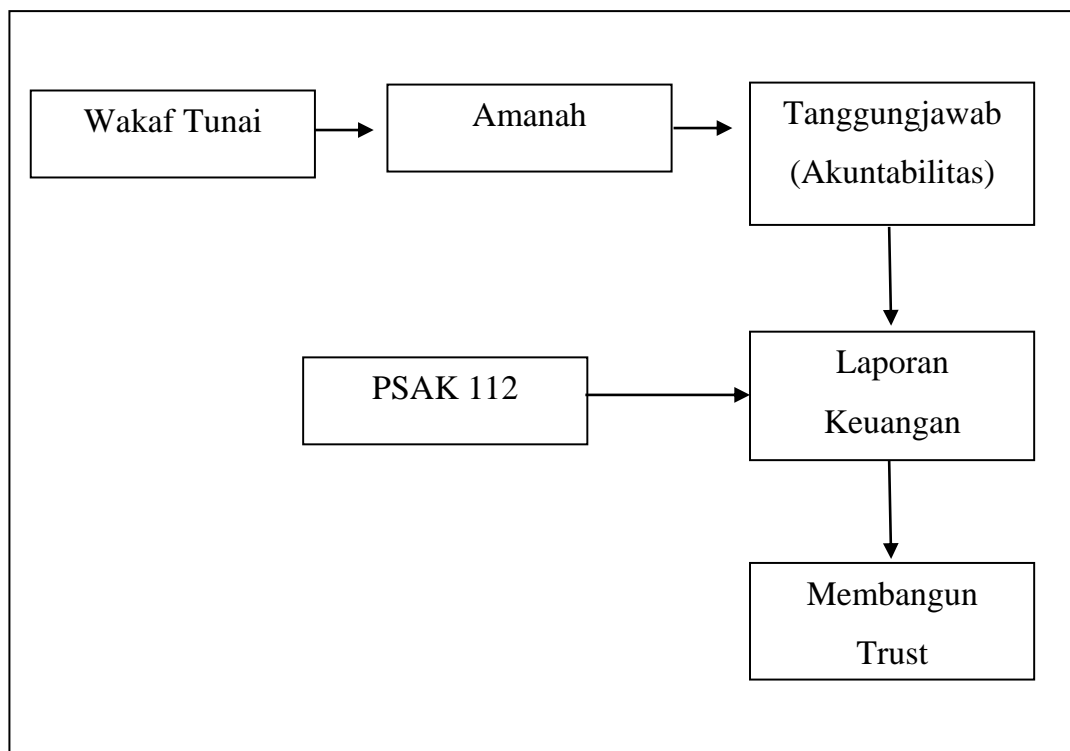 Wakaf Tunai
Amanah
Tanggungjawab
(Akuntabilitas)
PSAK 112
Laporan
Keuangan
Membangun
Trust